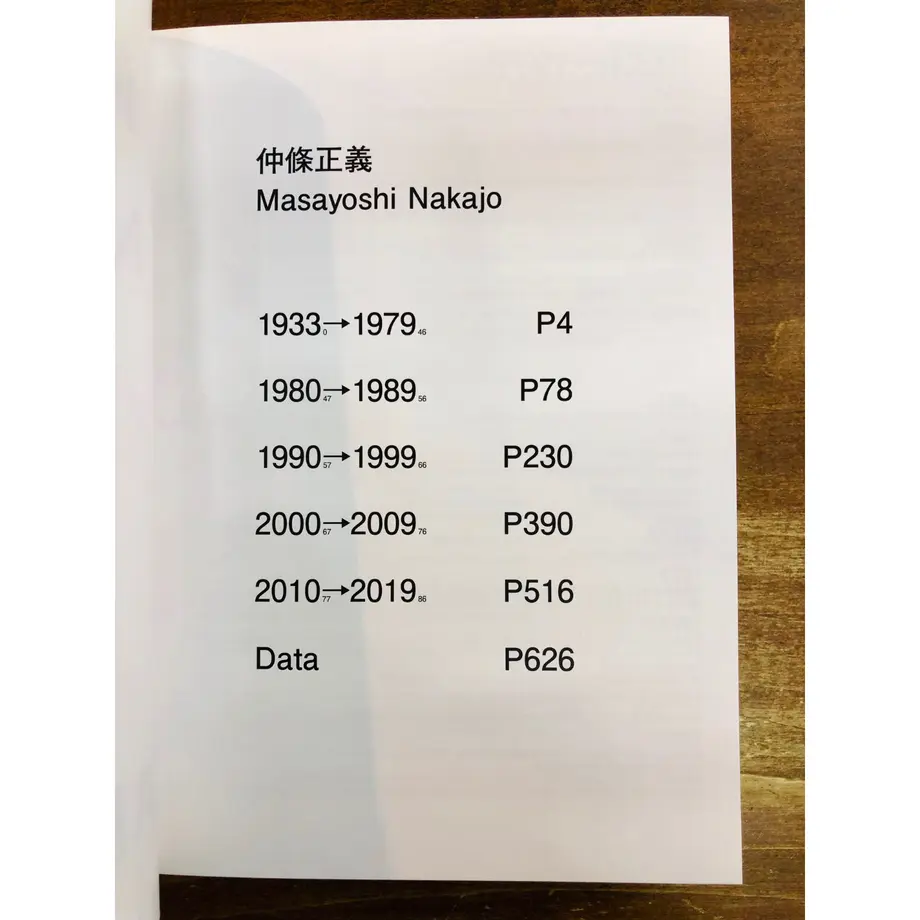 仲條正義
Masayoshi Nakajo
1933 0→1979 46 P4
1980 47→1989 56 P78
1990 57→1999 66 P230
2000 67→2009 76 P390
2010 77→2019 86 P516
Data P626